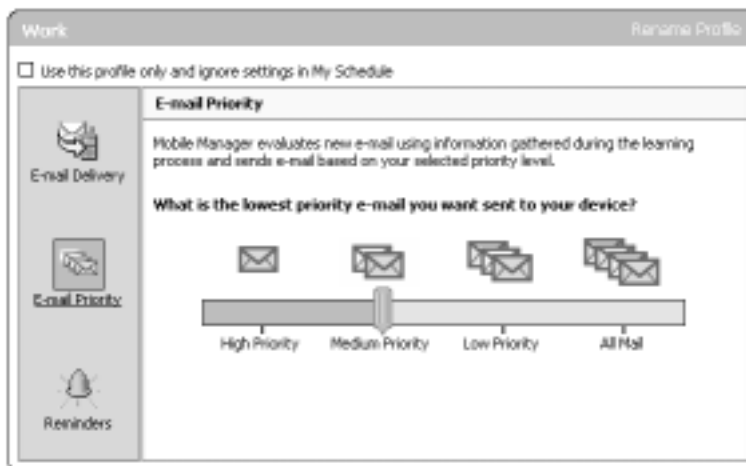 Work
Rename Profile
Use this profile only and ignore settings in My Schedule
E-mail Priority
Mobile Manager evaluates new e-mail using information gathered during the learning
process and sends e-mail based on your selected priority level.
E-mail Delivery
What is the lowest priority e-mail you want sent to your device?
E-mail Priority
High Priority
Medium Priority
Low Priority
All Mail
Reminders